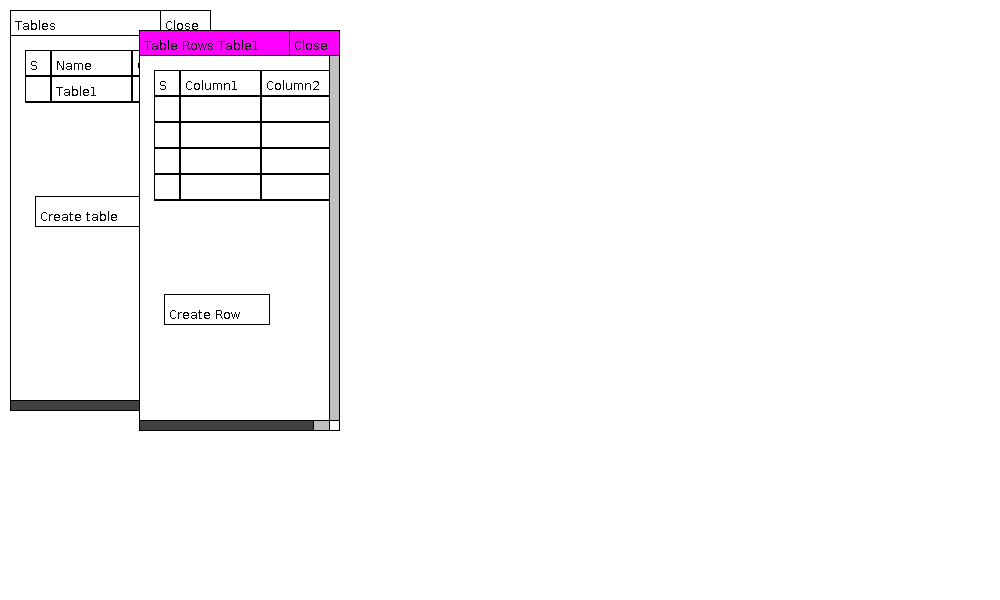 Tables Close
S Name
Table1
Create table
Table Rows Table1 Close
S Column1 Column2
Create Row